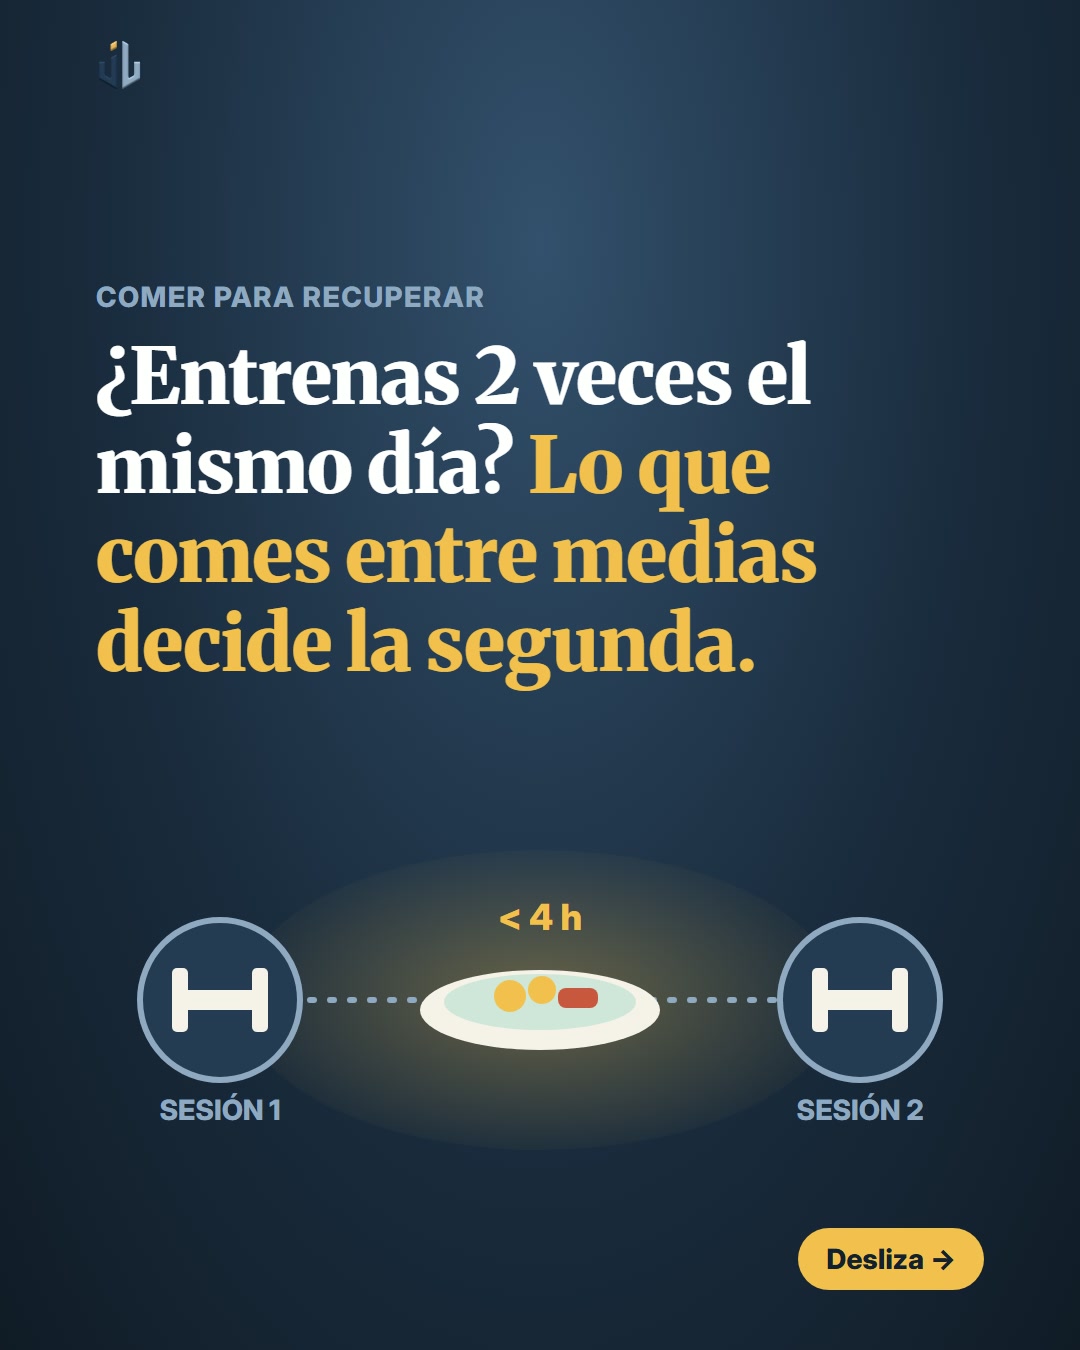 COMER PARA RECUPERAR
¿Entrenas 2 veces el
mismo día? Lo que
comes entre medias
decide la segunda.
< 4 h
SESIÓN 1
SESIÓN 2
Desliza →